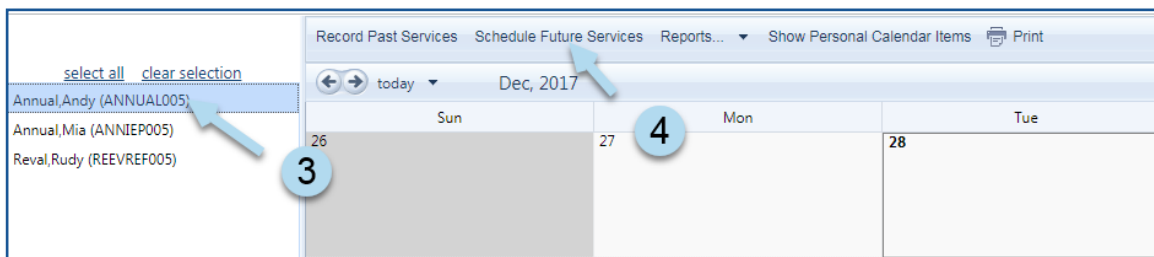 Record Past Services Schedule Future Services Reports... Show Personal Calendar Items Print
select all clear selection
today Dec, 2017
Annual,Andy (ANNUAL005)
Annual,Mia (ANNIEP005)
Reval,Rudy (REEVREF005)
3
4
Sun Mon Tue
26 27 28